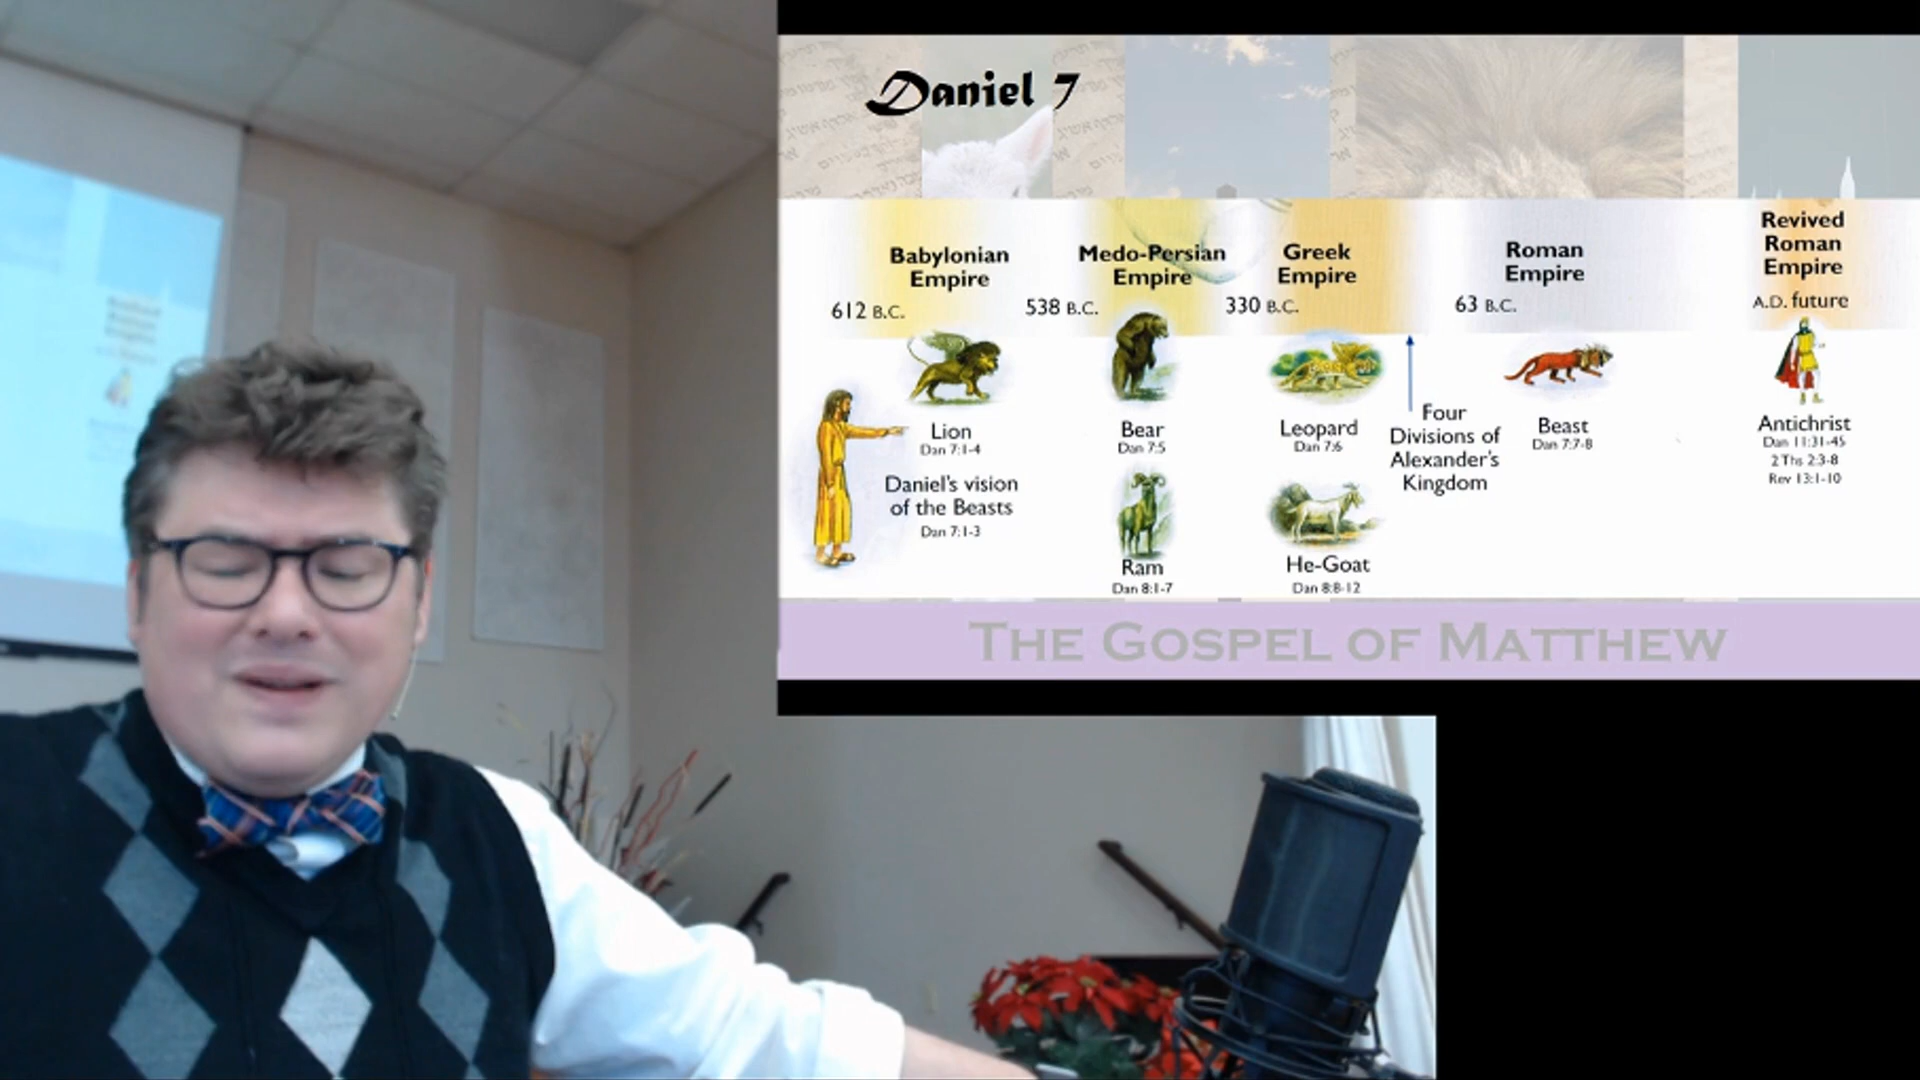 Daniel 7
Babylonian
Empire
612 B.C.
Medo-Persian
Empire
538 B.C.
Greek
Empire
330 B.C.
Roman
Empire
63 B.C.
Revived
Roman
Empire
A.D. future
Lion
Dan 7:1-4
Daniel's vision
of the Beasts
Dan 7:1-3
Bear
Dan 7:5
Ram
Dan 8:1-7
Leopard
Dan 7:6
He-Goat
Dan 8:8-12
Four
Divisions of
Alexander's
Kingdom
Beast
Dan 7:7-8
Antichrist
Dan 11:31-45
2 Ths 2:3-8
Rev 13:1-10
The Gospel of Matthew